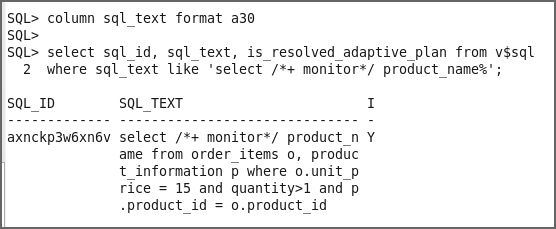 SQL> column sql_text format a30
SQL>
SQL> select sql_id, sql_text, is_resolved_adaptive_plan from v$sql
  2  where sql_text like 'select /*+ monitor*/ product_name%';

SQL_ID        SQL_TEXT                       I
------------- ------------------------------ -
axnckp3w6xn6v select /*+ monitor*/ product_n Y
              ame from order_items o, produc
              t_information p where o.unit_p
              rice = 15 and quantity>1 and p
              .product_id = o.product_id